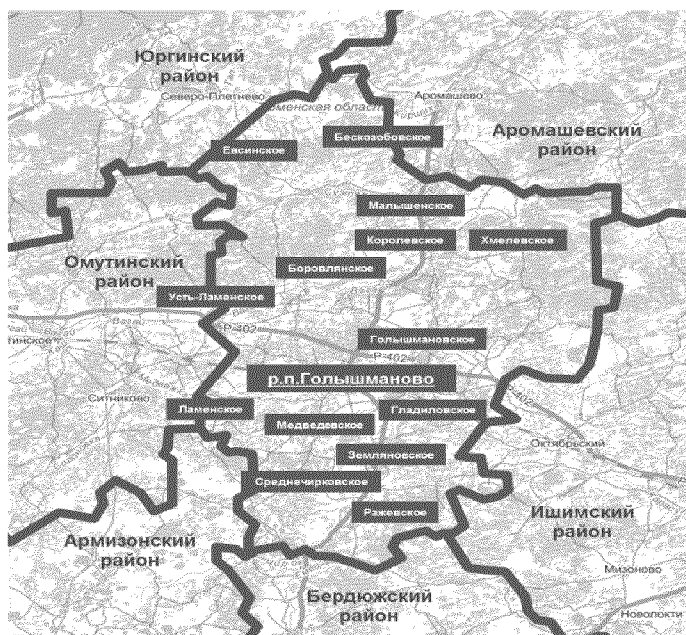 Юргинский
район
Северо-Плетнево
Аромашево
Бескозобовское
Евсинское
Аромашевский
район
Малышенское
Королевское
Хмелевское
Омутинский
район
Боровлянское
Усть-Ламенское
Р-402
Голышмановское
Р-402
р.п.Голышманово
Ситниково
Ламенское
Гладиловское
Медведевское
Октябрьский
Земляновское
Среднечирковское
Ражевское
Ишимский
район
Армизонский
район
Мизоново
Бердюжский
район
Новолокти